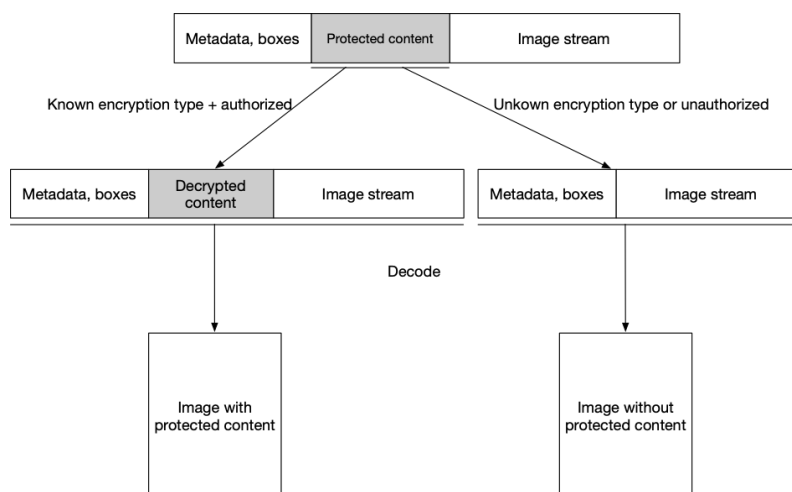 Metadata, boxes
Protected content
Image stream
Known encryption type + authorized
Unkown encryption type or unauthorized
Metadata, boxes
Decrypted
content
Image stream
Metadata, boxes
Image stream
Decode
Image with
protected content
Image without
protected content